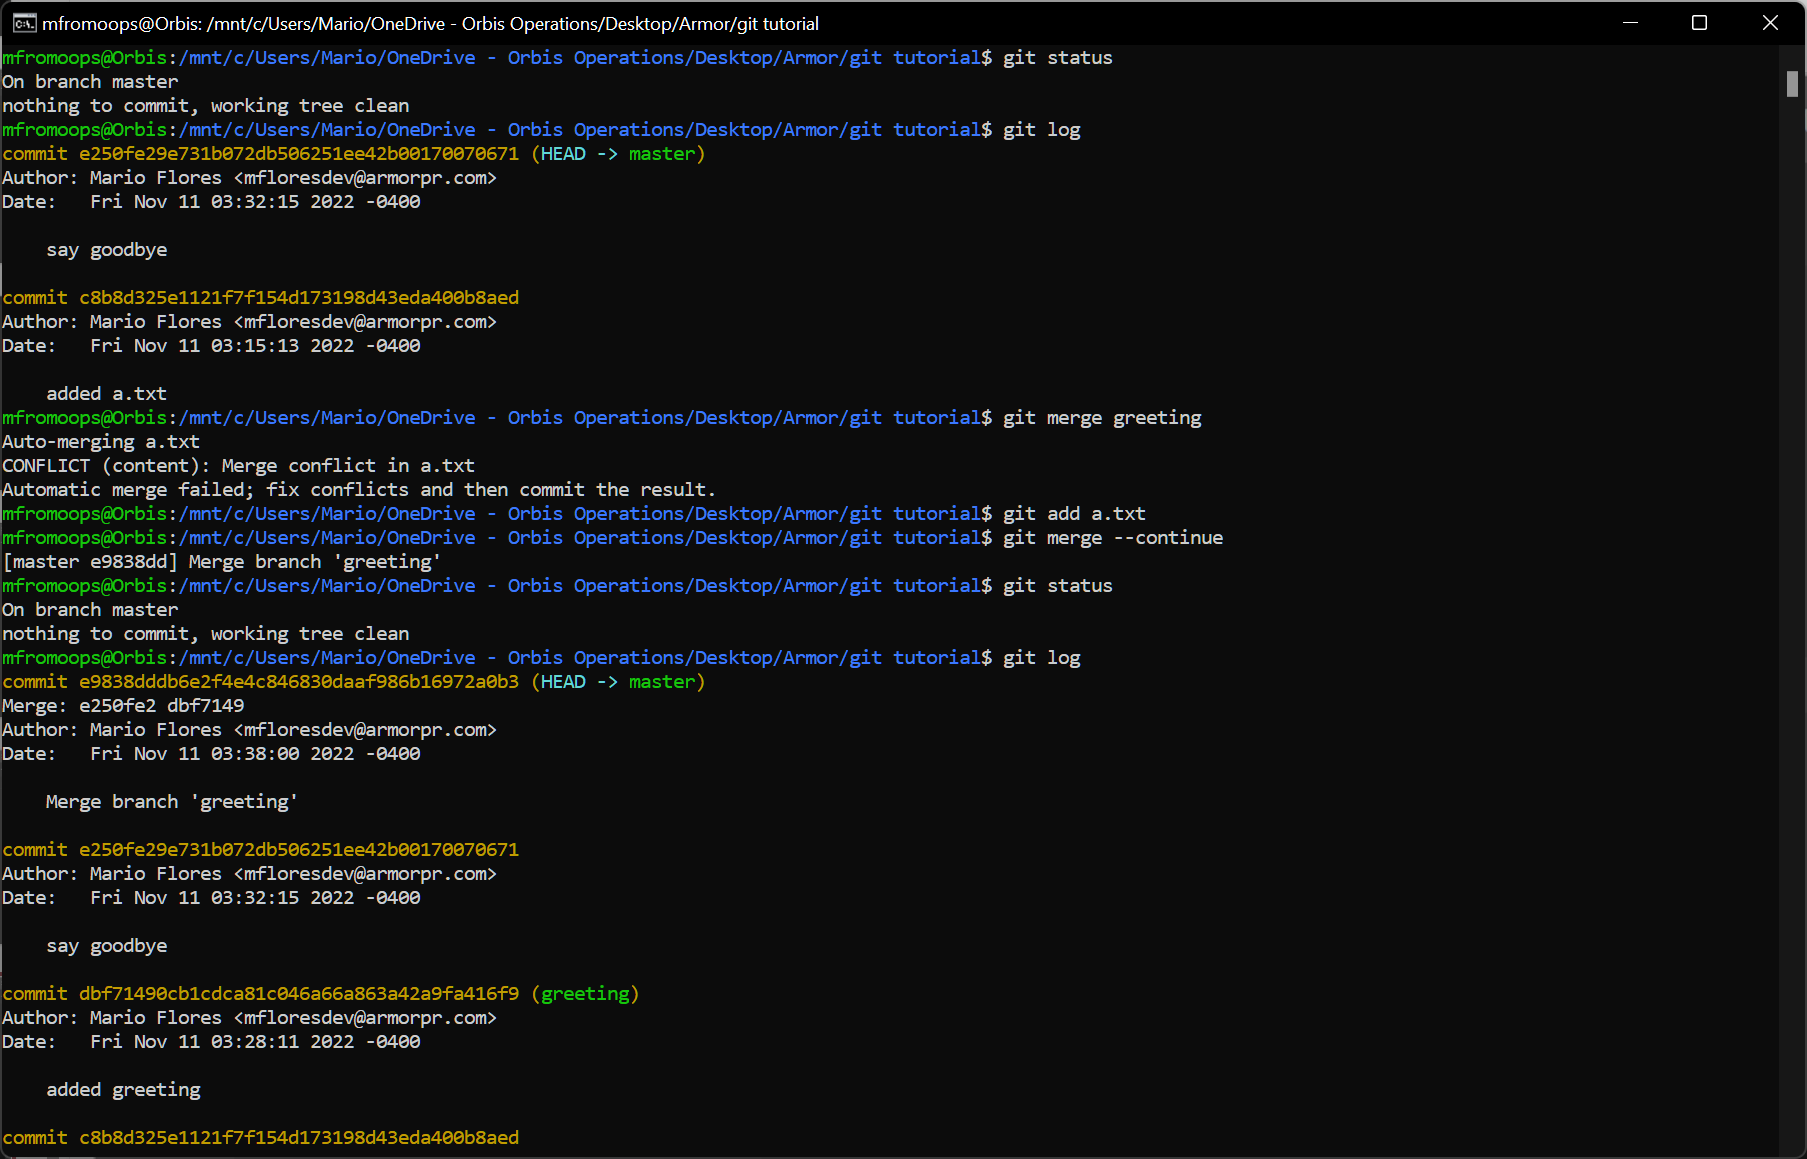 mfromoops@Orbis: /mnt/c/Users/Mario/OneDrive - Orbis Operations/Desktop/Armor/git tutorial
mfromoops@Orbis:/mnt/c/Users/Mario/OneDrive - Orbis Operations/Desktop/Armor/git tutorial$ git status
On branch master
nothing to commit, working tree clean
mfromoops@Orbis:/mnt/c/Users/Mario/OneDrive - Orbis Operations/Desktop/Armor/git tutorial$ git log
commit e250fe29e731b072db506251ee42b00170070671 (HEAD -> master)
Author: Mario Flores <mfloresdev@armorpr.com>
Date:   Fri Nov 11 03:32:15 2022 -0400
    say goodbye
commit c8b8d325e1121f7f154d173198d43eda400b8aed
Author: Mario Flores <mfloresdev@armorpr.com>
Date:   Fri Nov 11 03:15:13 2022 -0400
    added a.txt
mfromoops@Orbis:/mnt/c/Users/Mario/OneDrive - Orbis Operations/Desktop/Armor/git tutorial$ git merge greeting
Auto-merging a.txt
CONFLICT (content): Merge conflict in a.txt
Automatic merge failed; fix conflicts and then commit the result.
mfromoops@Orbis:/mnt/c/Users/Mario/OneDrive - Orbis Operations/Desktop/Armor/git tutorial$ git add a.txt
mfromoops@Orbis:/mnt/c/Users/Mario/OneDrive - Orbis Operations/Desktop/Armor/git tutorial$ git merge --continue
[master e9838dd] Merge branch 'greeting'
mfromoops@Orbis:/mnt/c/Users/Mario/OneDrive - Orbis Operations/Desktop/Armor/git tutorial$ git status
On branch master
nothing to commit, working tree clean
mfromoops@Orbis:/mnt/c/Users/Mario/OneDrive - Orbis Operations/Desktop/Armor/git tutorial$ git log
commit e9838dddb6e2f4e4c846830daaf986b16972a0b3 (HEAD -> master)
Merge: e250fe2 dbf7149
Author: Mario Flores <mfloresdev@armorpr.com>
Date:   Fri Nov 11 03:38:00 2022 -0400
    Merge branch 'greeting'
commit e250fe29e731b072db506251ee42b00170070671
Author: Mario Flores <mfloresdev@armorpr.com>
Date:   Fri Nov 11 03:32:15 2022 -0400
    say goodbye
commit dbf71490cb1cdca81c046a66a863a42a9fa416f9 (greeting)
Author: Mario Flores <mfloresdev@armorpr.com>
Date:   Fri Nov 11 03:28:11 2022 -0400
    added greeting
commit c8b8d325e1121f7f154d173198d43eda400b8aed